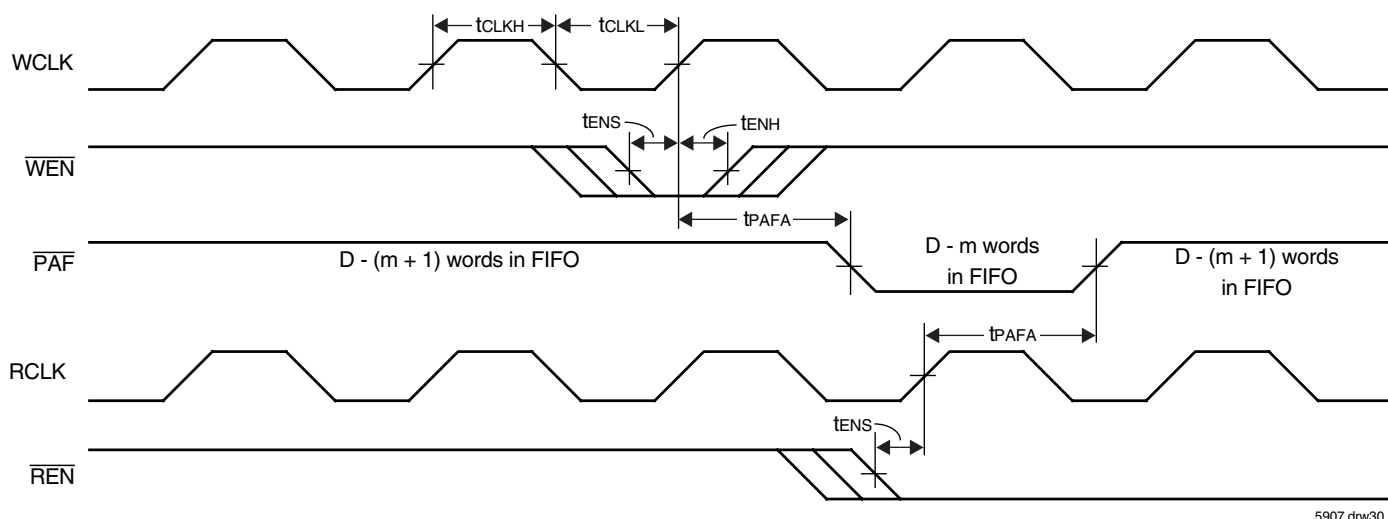 tCLKH
tCLKL
WCLK
tENS
tENH
WEN
tPAFA
PAF
D - (m + 1) words in FIFO
D - m words
in FIFO
D - (m + 1) words
in FIFO
tPAFA
RCLK
tENS
REN
5907 drw30